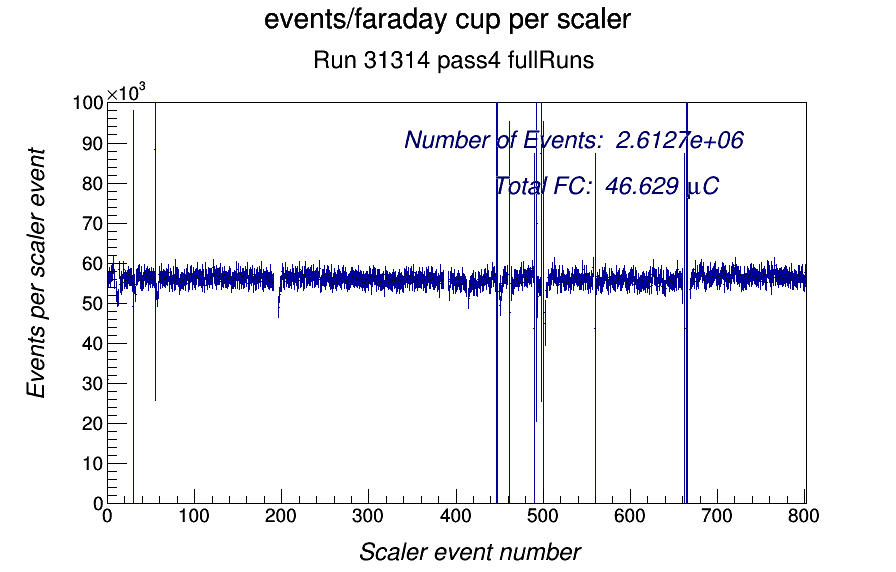 events/faraday cup per scaler
Run 31314 pass4 fullRuns
×10³
100
90
80
70
60
50
40
30
20
10
0
Events per scaler event
Number of Events: 2.6127e+06
Total FC: 46.629 μC
0 100 200 300 400 500 600 700 800
Scaler event number